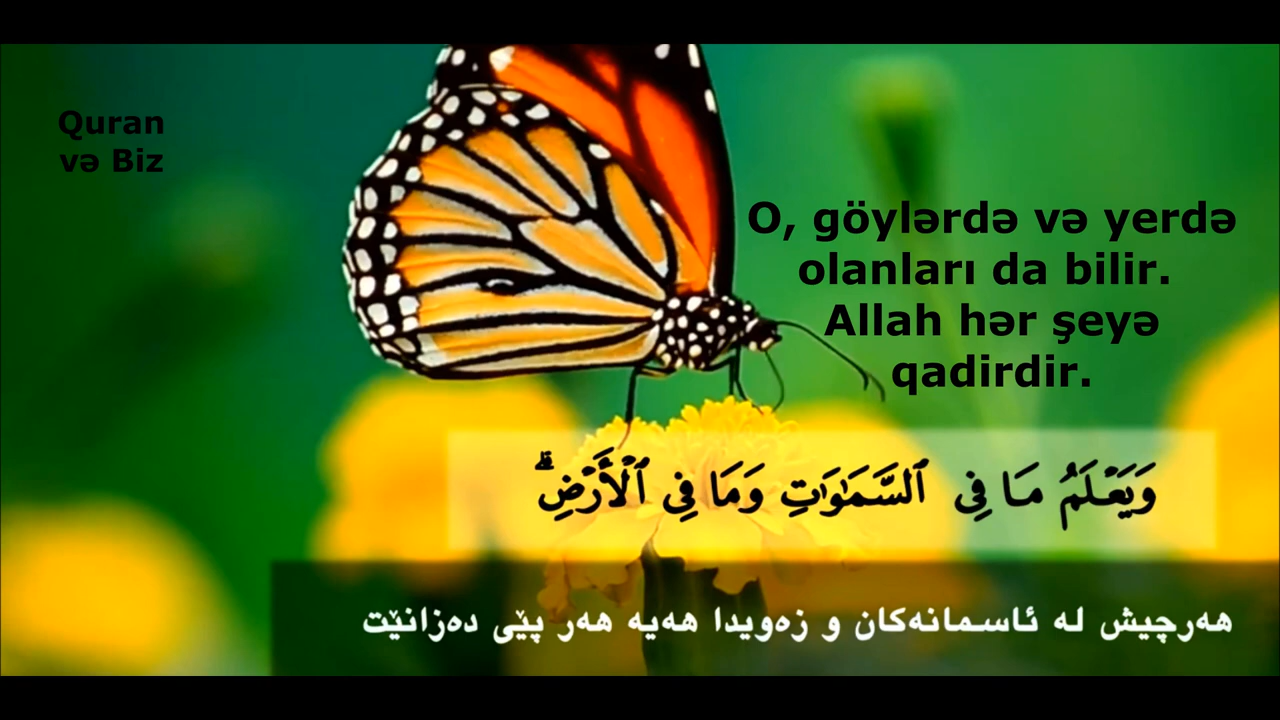 Quran
və Biz
O, göylərdə və yerdə
olanları da bilir.
Allah hər şeyə
qadirdir.
وَيَعْلَمُ مَا فِي ٱلسَّمَـٰوَٰتِ وَمَا فِي ٱلْأَرْضِ ۗ
هەرچیش لە ئاسمانەکان و زەویدا هەیە هەر پێی دەزانێت